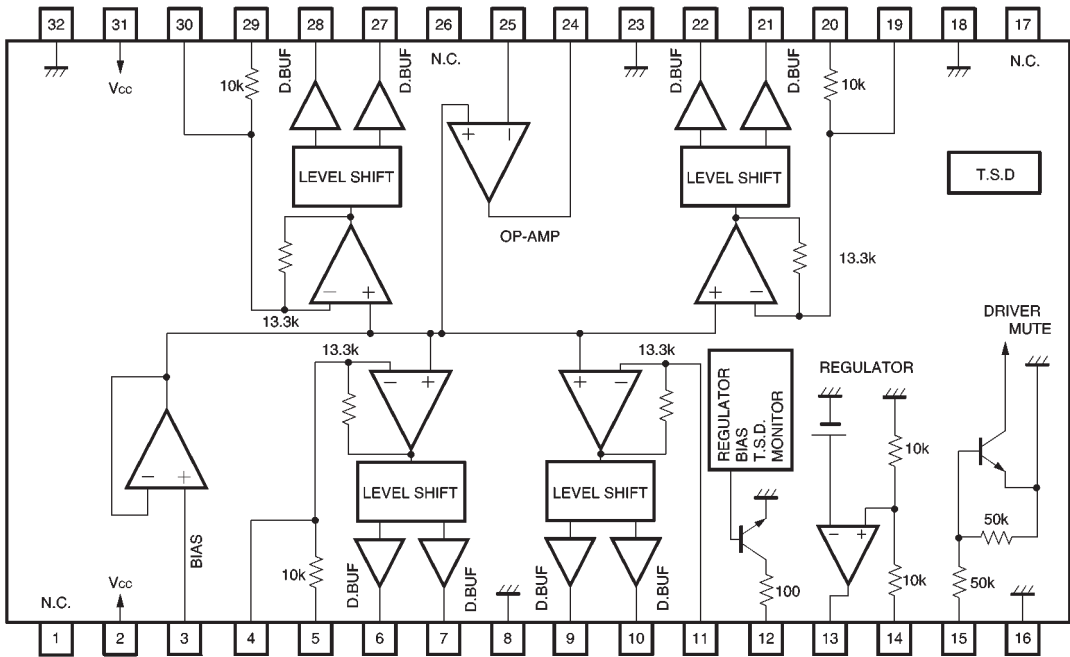 32 31 30 29 28 27 26 25 24 23 22 21 20 19 18 17
N.C.
N.C.
VCC
10k
D.BUF
D.BUF
D.BUF
D.BUF
10k
+ −
LEVEL SHIFT
LEVEL SHIFT
T.S.D
OP-AMP
13.3k
− +
+ −
13.3k
DRIVER
MUTE
13.3k
13.3k
REGULATOR
− +
+ −
REGULATOR
BIAS
T.S.D.
MONITOR
10k
− +
LEVEL SHIFT
LEVEL SHIFT
50k
− +
BIAS
VCC
10k
D.BUF
D.BUF
D.BUF
D.BUF
100
10k
50k
N.C.
1 2 3 4 5 6 7 8 9 10 11 12 13 14 15 16